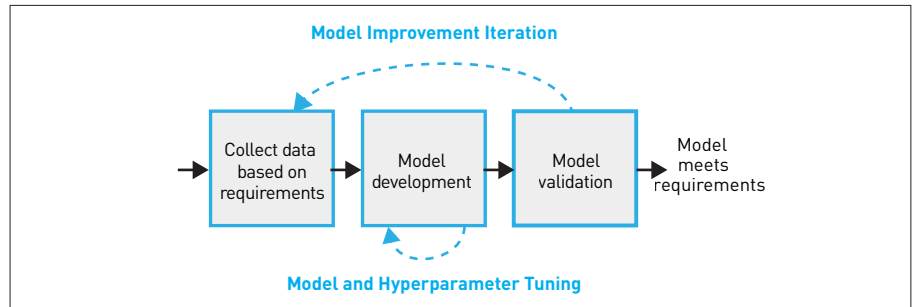 Model Improvement Iteration
Collect data
based on
requirements
Model
development
Model
validation
Model
meets
requirements
Model and Hyperparameter Tuning